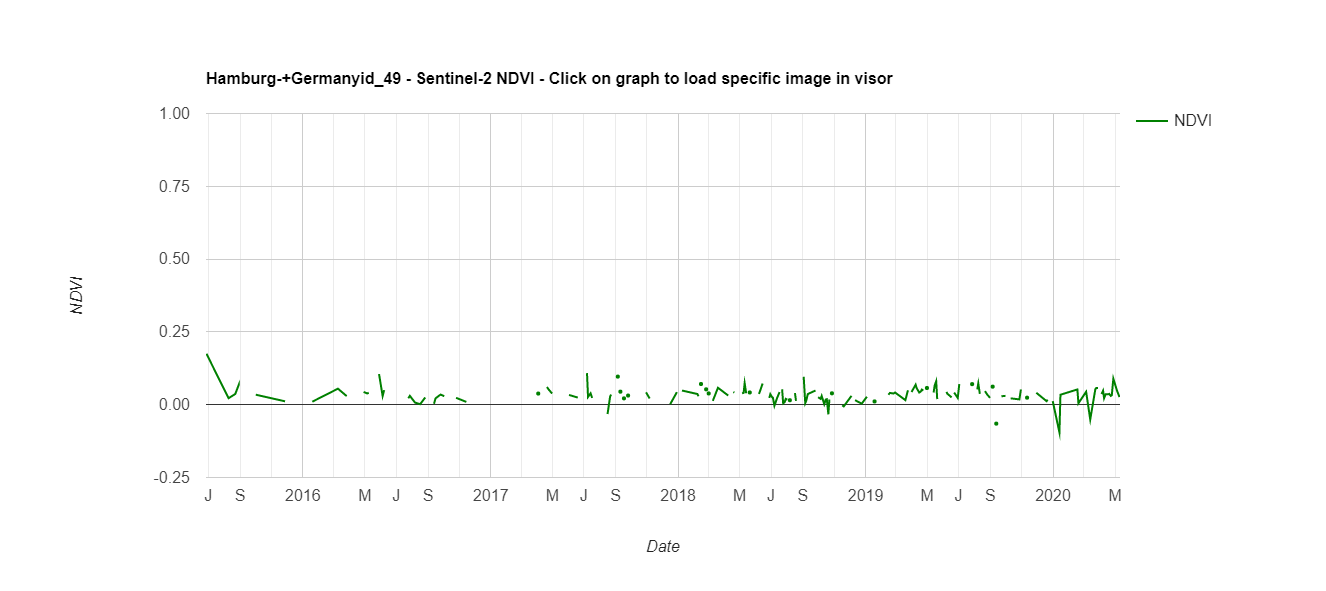 Hamburg-+Germanyid_49 - Sentinel-2 NDVI - Click on graph to load specific image in visor
1.00
NDVI
0.75
0.50
0.25
0.00
-0.25
NDVI
J S 2016 M J S 2017 M J S 2018 M J S 2019 M J S 2020 M
Date